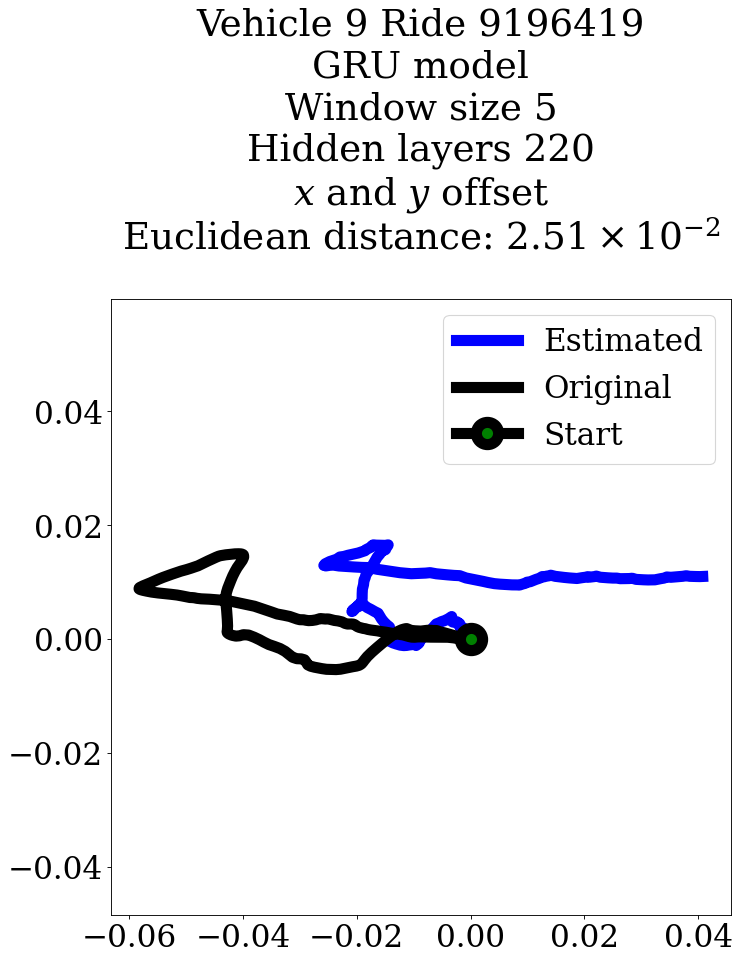 Vehicle 9 Ride 9196419
GRU model
Window size 5
Hidden layers 220
x and y offset
Euclidean distance: 2.51 × 10⁻²
Estimated
Original
Start
0.04
0.02
0.00
−0.02
−0.04
−0.06 −0.04 −0.02 0.00 0.02 0.04